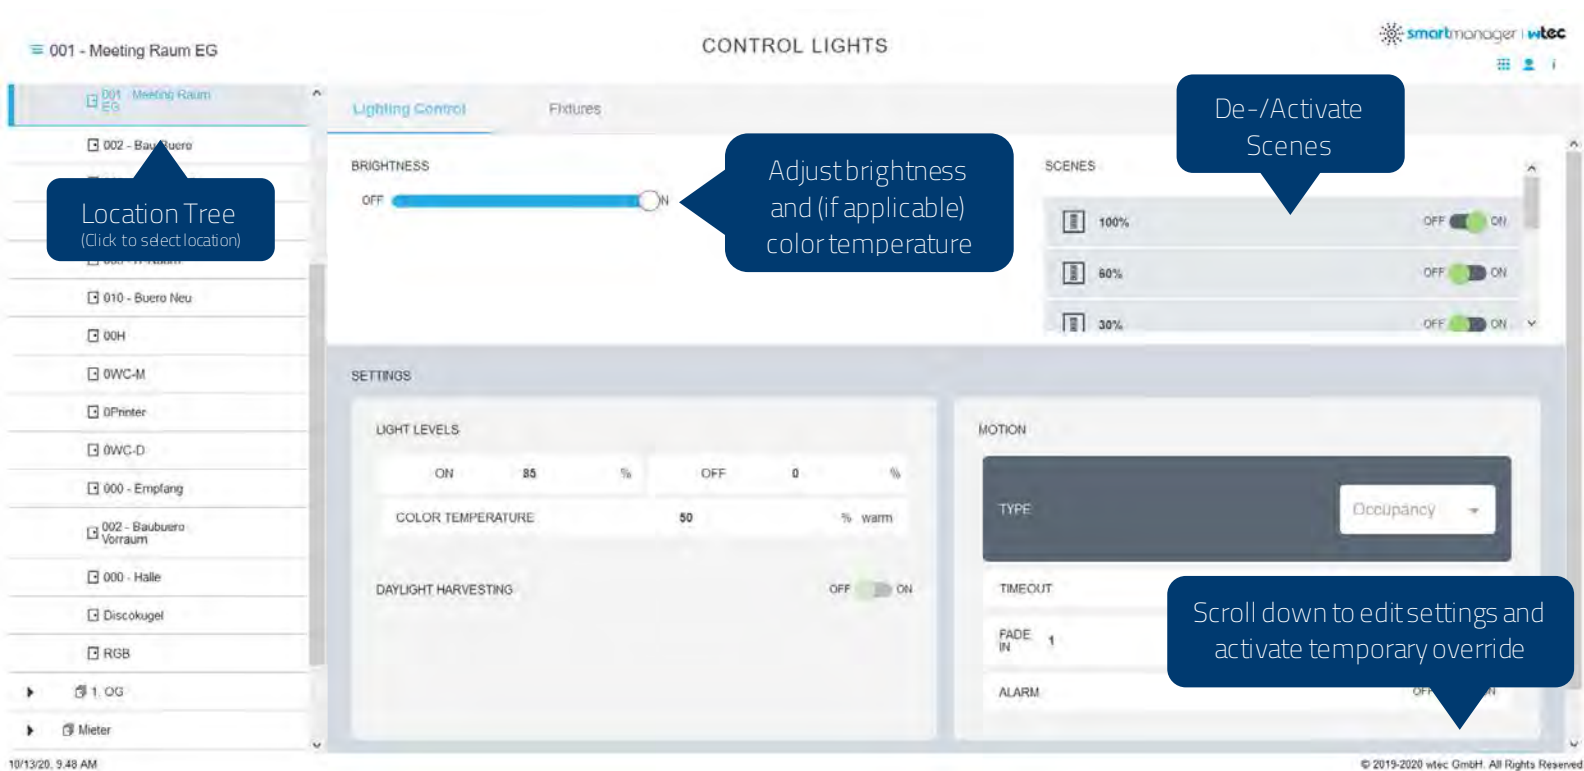 001 - Meeting Raum EG
CONTROL LIGHTS
smartmanager | wtec
i
001 - Meeting Raum
EG
002 - Bau Buero
010 - Buero Neu
00H
0WC-M
0Printer
0WC-D
000 - Empfang
002 - Baubuero
Vorraum
000 - Halle
Discokugel
RGB
1. OG
Mieter
Location Tree
(Click to select location)
Lighting Control
Fixtures
BRIGHTNESS
OFF
Adjust brightness
and (if applicable)
color temperature
De-/Activate
Scenes
SCENES
100% OFF ON
60% OFF ON
30% OFF ON
SETTINGS
LIGHT LEVELS
ON 85 % OFF 0 %
COLOR TEMPERATURE 50 % warm
DAYLIGHT HARVESTING OFF ON
MOTION
TYPE Occupancy
TIMEOUT
FADE
IN 1
ALARM
Scroll down to edit settings and
activate temporary override
10/13/20, 9:48 AM
© 2019-2020 wtec GmbH. All Rights Reserved